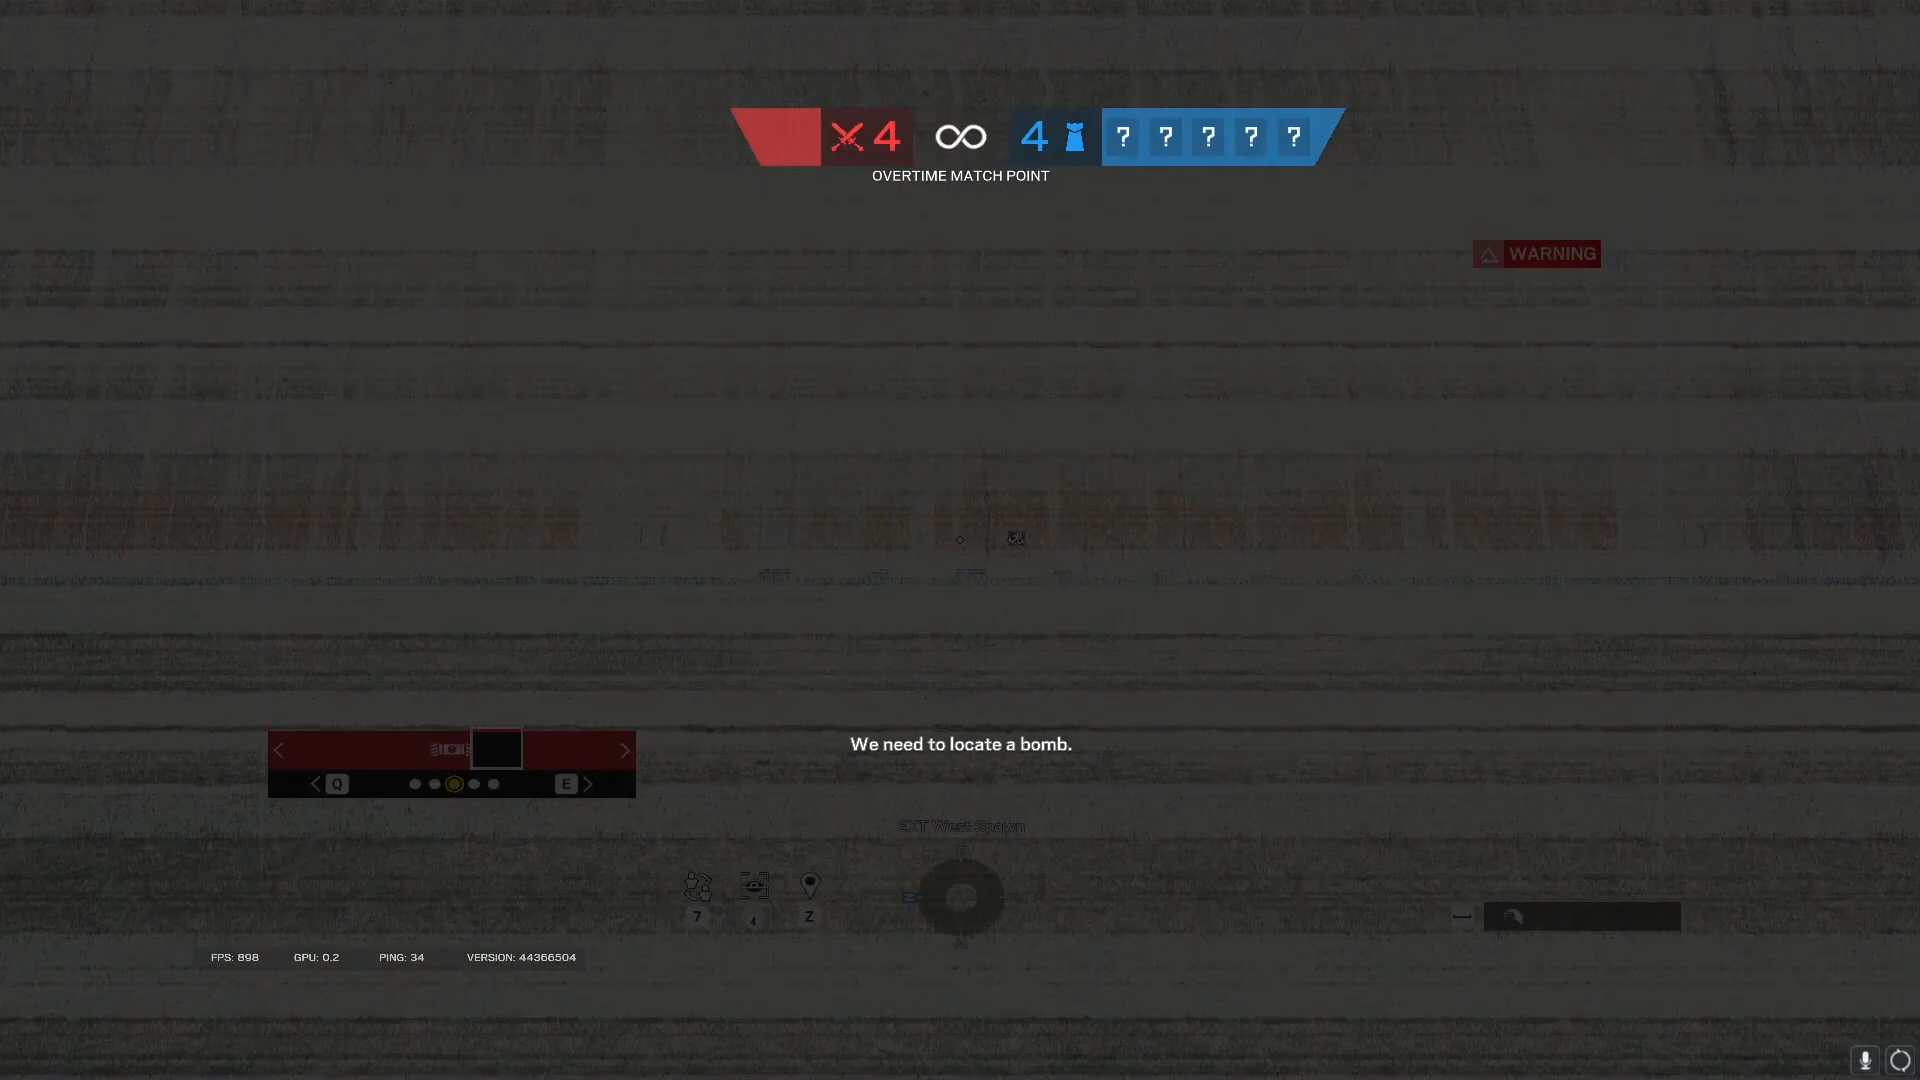 4 4 ? ? ? ? ?
OVERTIME MATCH POINT
WARNING
We need to locate a bomb.
Q E
EXT West Spawn
7 4 Z
FPS: 898 GPU: 0.2 PING: 34 VERSION: 44366504